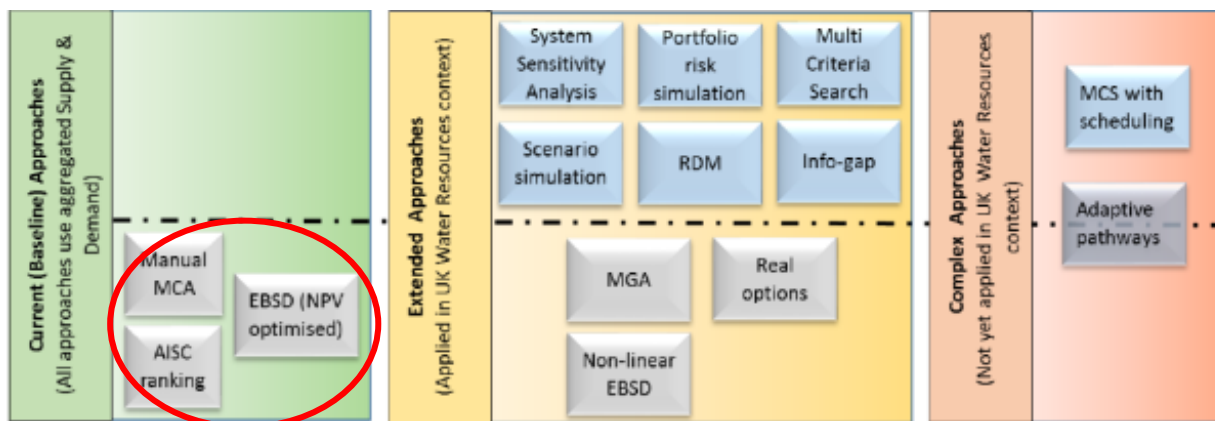 Current (Baseline) Approaches
(All approaches use aggregated Supply &
Demand)
Manual
MCA
EBSD (NPV
optimised)
AISC
ranking
Extended Approaches
(Applied in UK Water Resources context)
System
Sensitivity
Analysis
Portfolio
risk
simulation
Multi
Criteria
Search
Scenario
simulation
RDM
Info-gap
MGA
Real
options
Non-linear
EBSD
Complex Approaches
(Not yet applied in UK Water Resources
context)
MCS with
scheduling
Adaptive
pathways